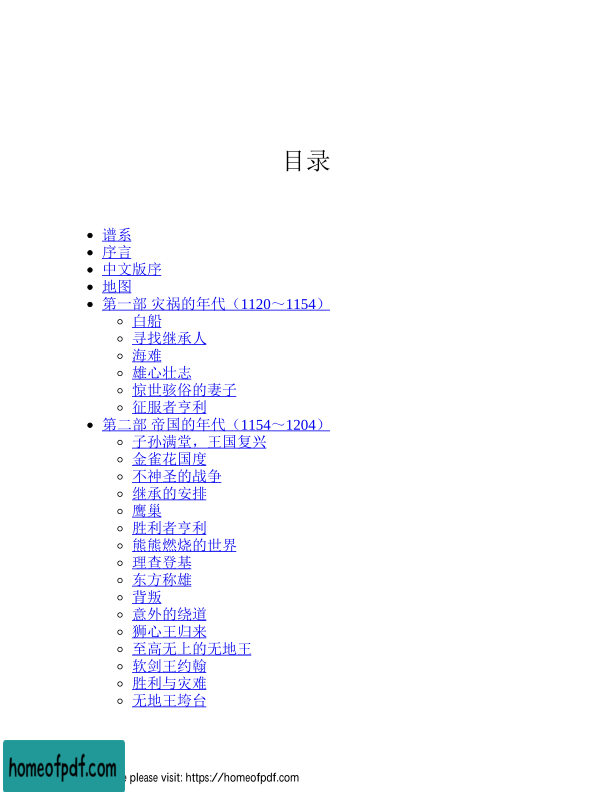 目录
谱系
序言
中文版序
地图
第一部 灾祸的年代（1120～1154）
白船
寻找继承人
海难
雄心壮志
惊世骇俗的妻子
征服者亨利
第二部 帝国的年代（1154～1204）
子孙满堂，王国复兴
金雀花国度
不神圣的战争
继承的安排
鹰巢
胜利者亨利
熊熊燃烧的世界
理查登基
东方称雄
背叛
意外的绕道
狮心王归来
至高无上的无地王
软剑王约翰
胜利与灾难
无地王垮台
homeofpdf.com
e please visit: https://homeofpdf.com